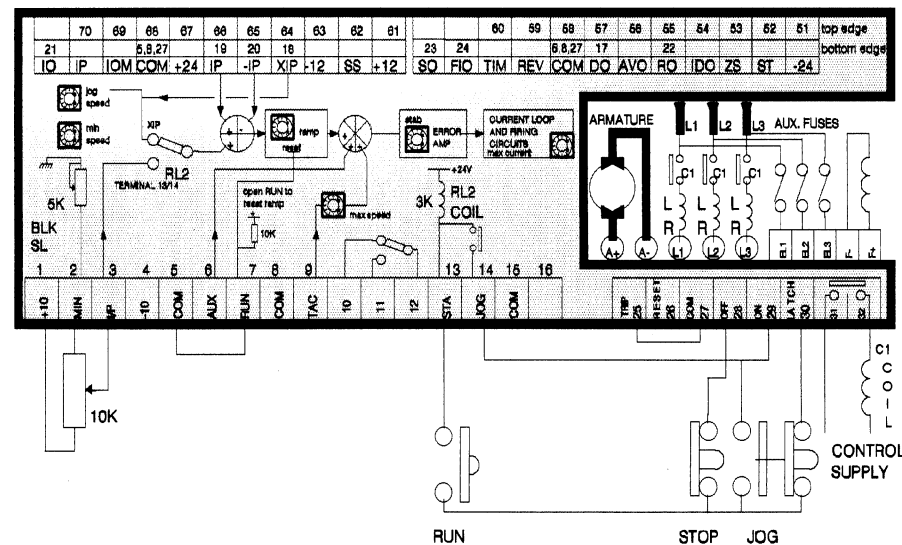 70 69 68 67 66 65 64 63 62 61 60 59 58 57 56 55 54 53 52 51 top edge
21 5,8,27 19 20 18 23 24 5,8,27 17 22 bottom edge
IO IP IOM COM +24 IP -IP XIP -12 SS +12 SO FIO TIM REV COM DO AVO RO IDO ZS ST -24
jog speed
min speed
XIP
+ -
ramp
reset
+ +
stab
ERROR AMP
CURRENT LOOP AND FIRING CIRCUITS
max current
ARMATURE
L1 L2 L3 AUX. FUSES
C1 C1 C1
L L L
R R R
A+ A- L1 L2 L3 EL1 EL2 EL3 F- F+
RL2
TERMINAL 13/14
5K
BLK
SL
open RUN to reset ramp
+
10K
max speed
+24V
3K
RL2
COIL
1 2 3 4 5 6 7 8 9 13 14 15 16
+10 MIN I/P -10 COM AUX RUN COM TAC 10 11 12 STA JOG COM
TRIP 25 RESET 26 COM 27 OFF 28 ON 29 LATCH 30 31 32
10K
C1
COIL
CONTROL
SUPPLY
RUN STOP JOG